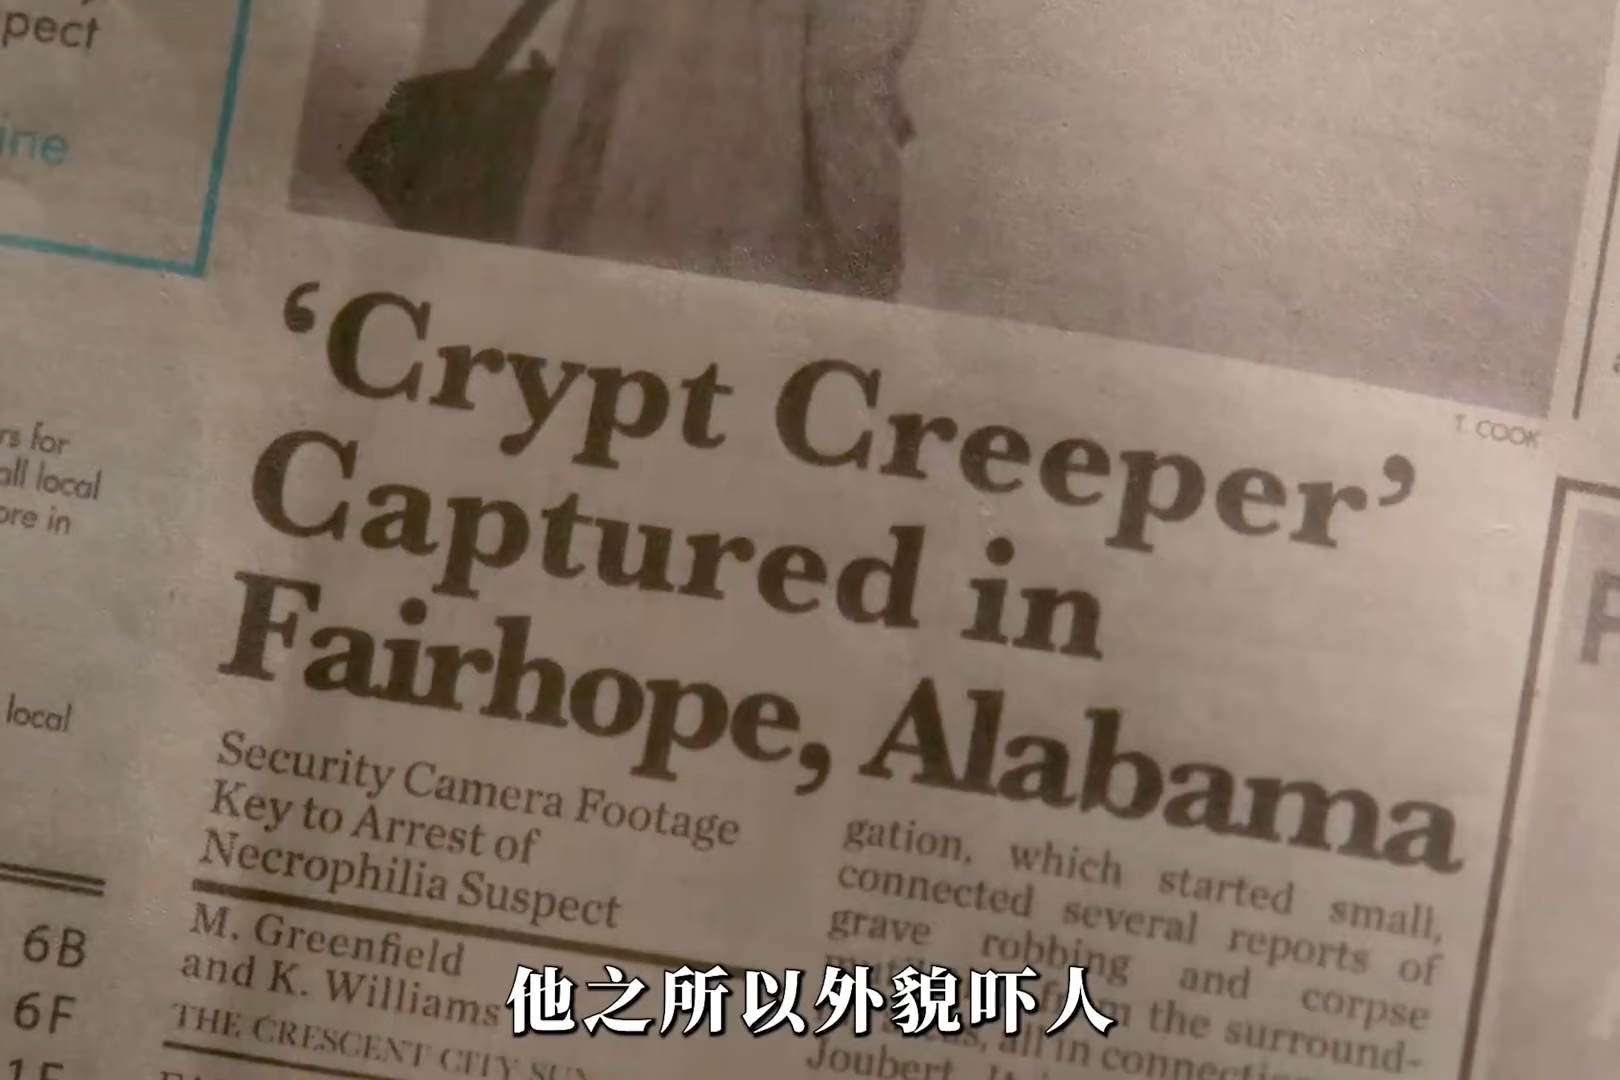 pect
ine
rs for
all local
ore in
local
6B
6F
T. COOK
‘Crypt Creeper’
Captured in
Fairhope, Alabama
Security Camera Footage
Key to Arrest of
Necrophilia Suspect
M. Greenfield
and K. Williams
THE CRESCENT CITY SUN
gation, which started small,
connected several reports of
grave robbing and corpse
from the surround-
all in connection
Joubert.
他之所以外貌吓人